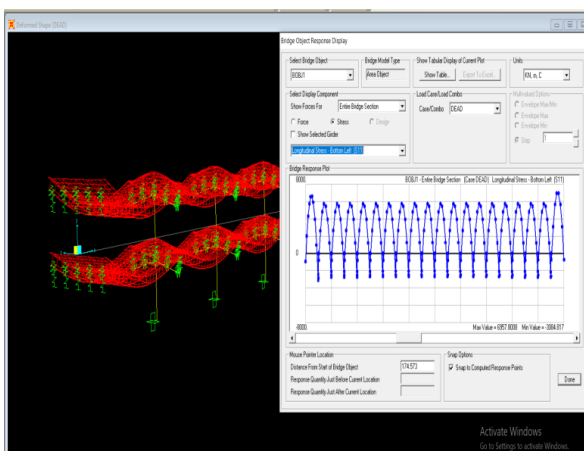 Deformed Shape (DEAD)
Bridge Object Response Display
Select Bridge Object
BOBJ1
Bridge Model Type
Area Object
Show Tabular Display of Current Plot
Show Table...
Export To Excel...
Units
KN, m, C
Select Display Component
Show Forces For
Entire Bridge Section
Force
Stress
Design
Show Selected Girder
Longitudinal Stress - Bottom Left (S11)
Load Case/Load Combo
Case/Combo
DEAD
Multivalued Options
Envelope Max/Min
Envelope Max
Envelope Min
Step
1
Bridge Response Plot
8000
BOBJ1 - Entire Bridge Section (Case DEAD) Longitudinal Stress - Bottom Left (S11)
0
-8000
Max Value = 6957.8008 Min Value = -3084.817
Mouse Pointer Location
Distance From Start of Bridge Object
174.573
Response Quantity Just Before Current Location
Response Quantity Just After Current Location
Snap Options
Snap to Computed Response Points
Done
Activate Windows
Go to Settings to activate Windows.